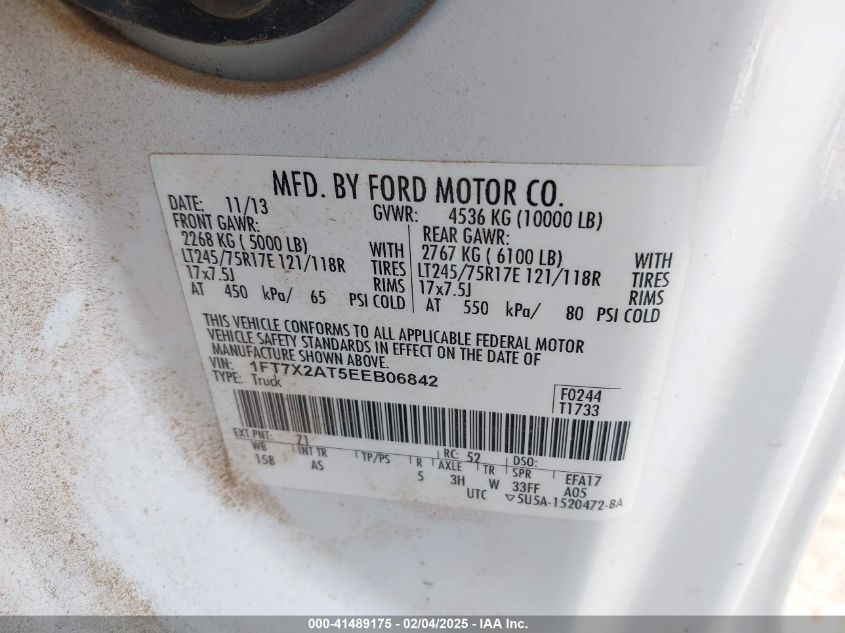 MFD. BY FORD MOTOR CO.
DATE: 11/13 GVWR: 4536 KG (10000 LB)
FRONT GAWR: REAR GAWR:
2268 KG ( 5000 LB) WITH 2767 KG ( 6100 LB) WITH
LT245/75R17E 121/118R TIRES LT245/75R17E 121/118R TIRES
17x7.5J RIMS 17x7.5J RIMS
AT 450 kPa/ 65 PSI COLD AT 550 kPa/ 80 PSI COLD
THIS VEHICLE CONFORMS TO ALL APPLICABLE FEDERAL MOTOR
VEHICLE SAFETY STANDARDS IN EFFECT ON THE DATE OF
MANUFACTURE SHOWN ABOVE.
VIN: 1FT7X2AT5EEB06842
TYPE: Truck
F0244
T1733
EXT PNT: Z1 RC: 52 DSO:
WB INT TR TP/PS R AXLE TR SPR EFA17
15B AS 5 3H W 33FF A05
UTC ▽5U5A-1520472-BA
000-41489175 - 02/04/2025 - IAA, Inc.